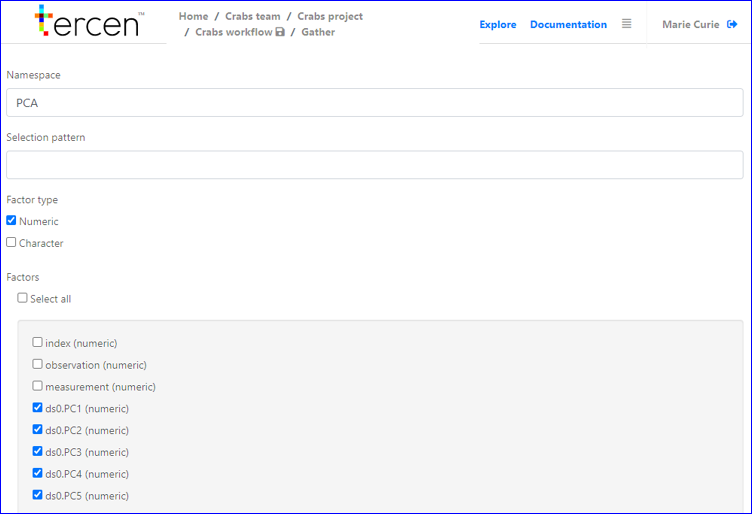 tercen™
Home / Crabs team / Crabs project
/ Crabs workflow / Gather
Explore Documentation
Marie Curie
Namespace
PCA
Selection pattern
Factor type
Numeric
Character
Factors
Select all
index (numeric)
observation (numeric)
measurement (numeric)
ds0.PC1 (numeric)
ds0.PC2 (numeric)
ds0.PC3 (numeric)
ds0.PC4 (numeric)
ds0.PC5 (numeric)